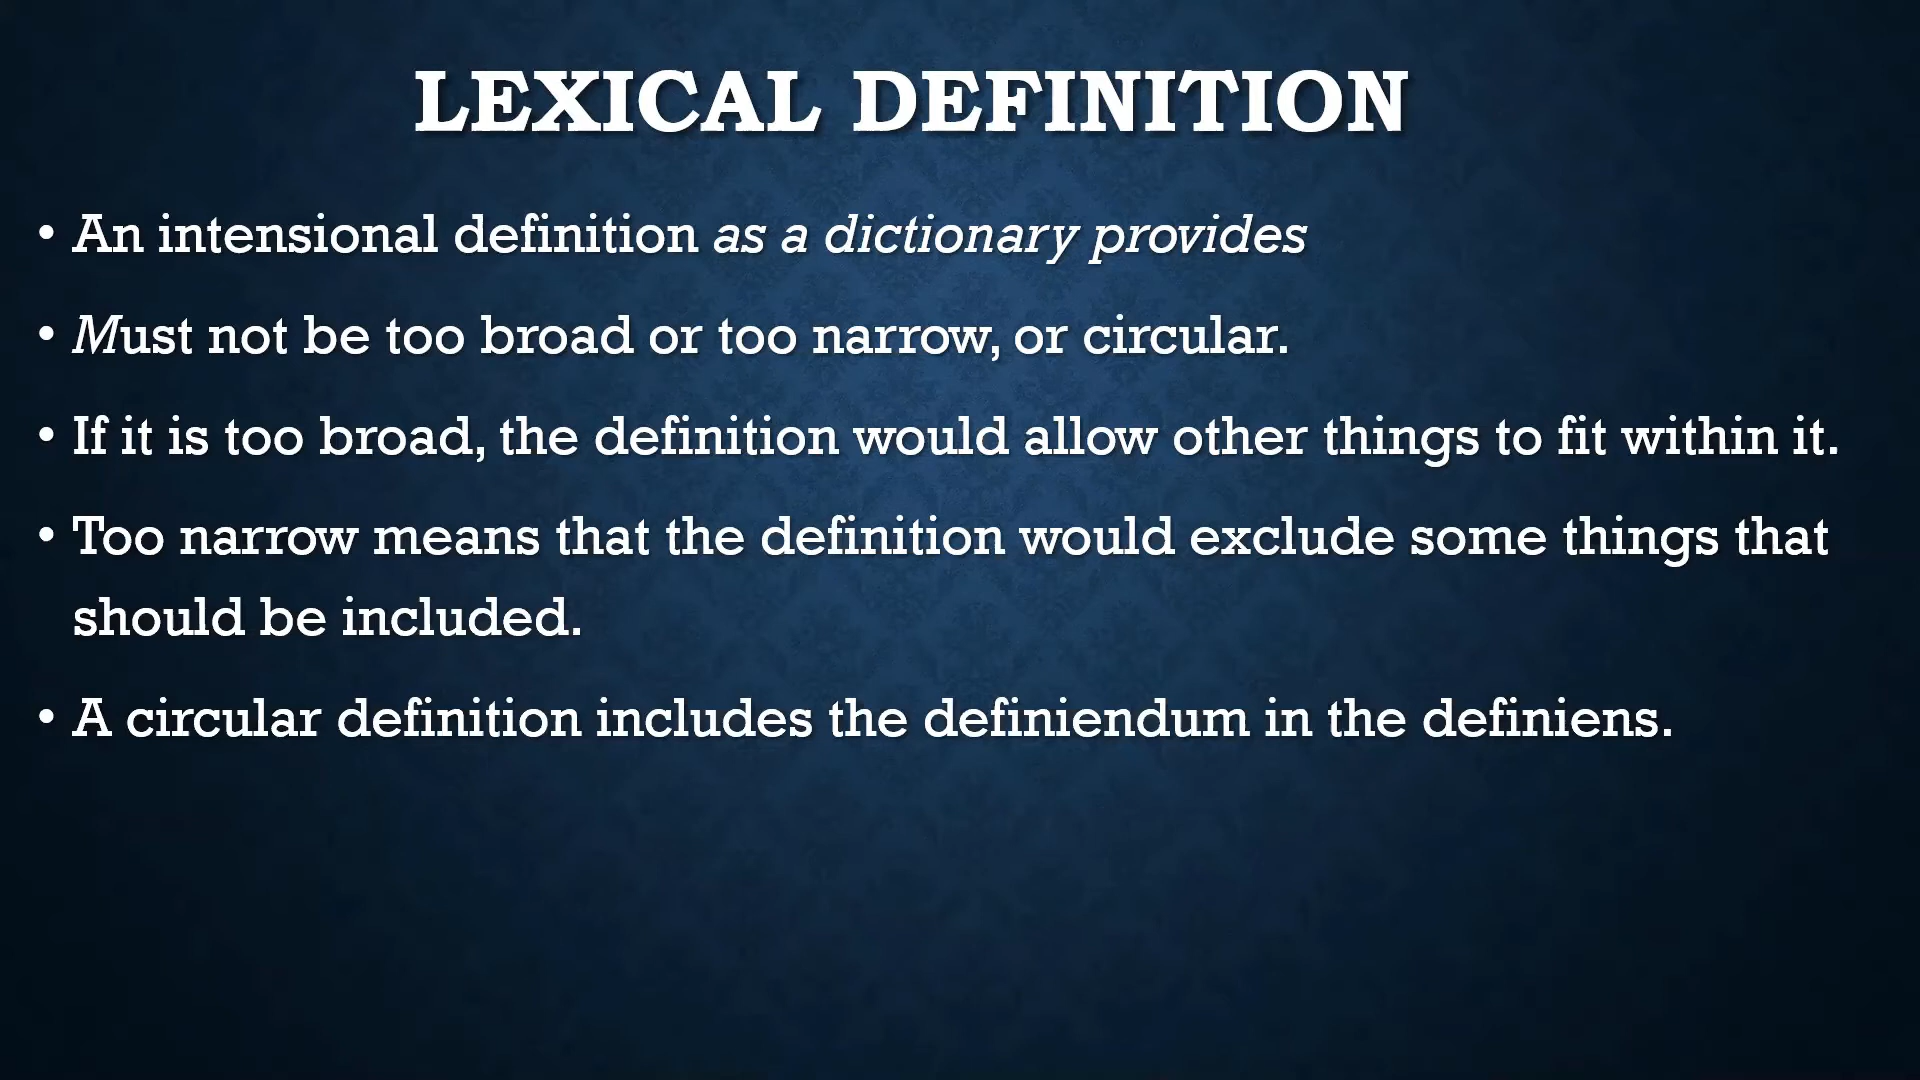 LEXICAL DEFINITION
• An intensional definition as a dictionary provides
• Must not be too broad or too narrow, or circular.
• If it is too broad, the definition would allow other things to fit within it.
• Too narrow means that the definition would exclude some things that
should be included.
• A circular definition includes the definiendum in the definiens.